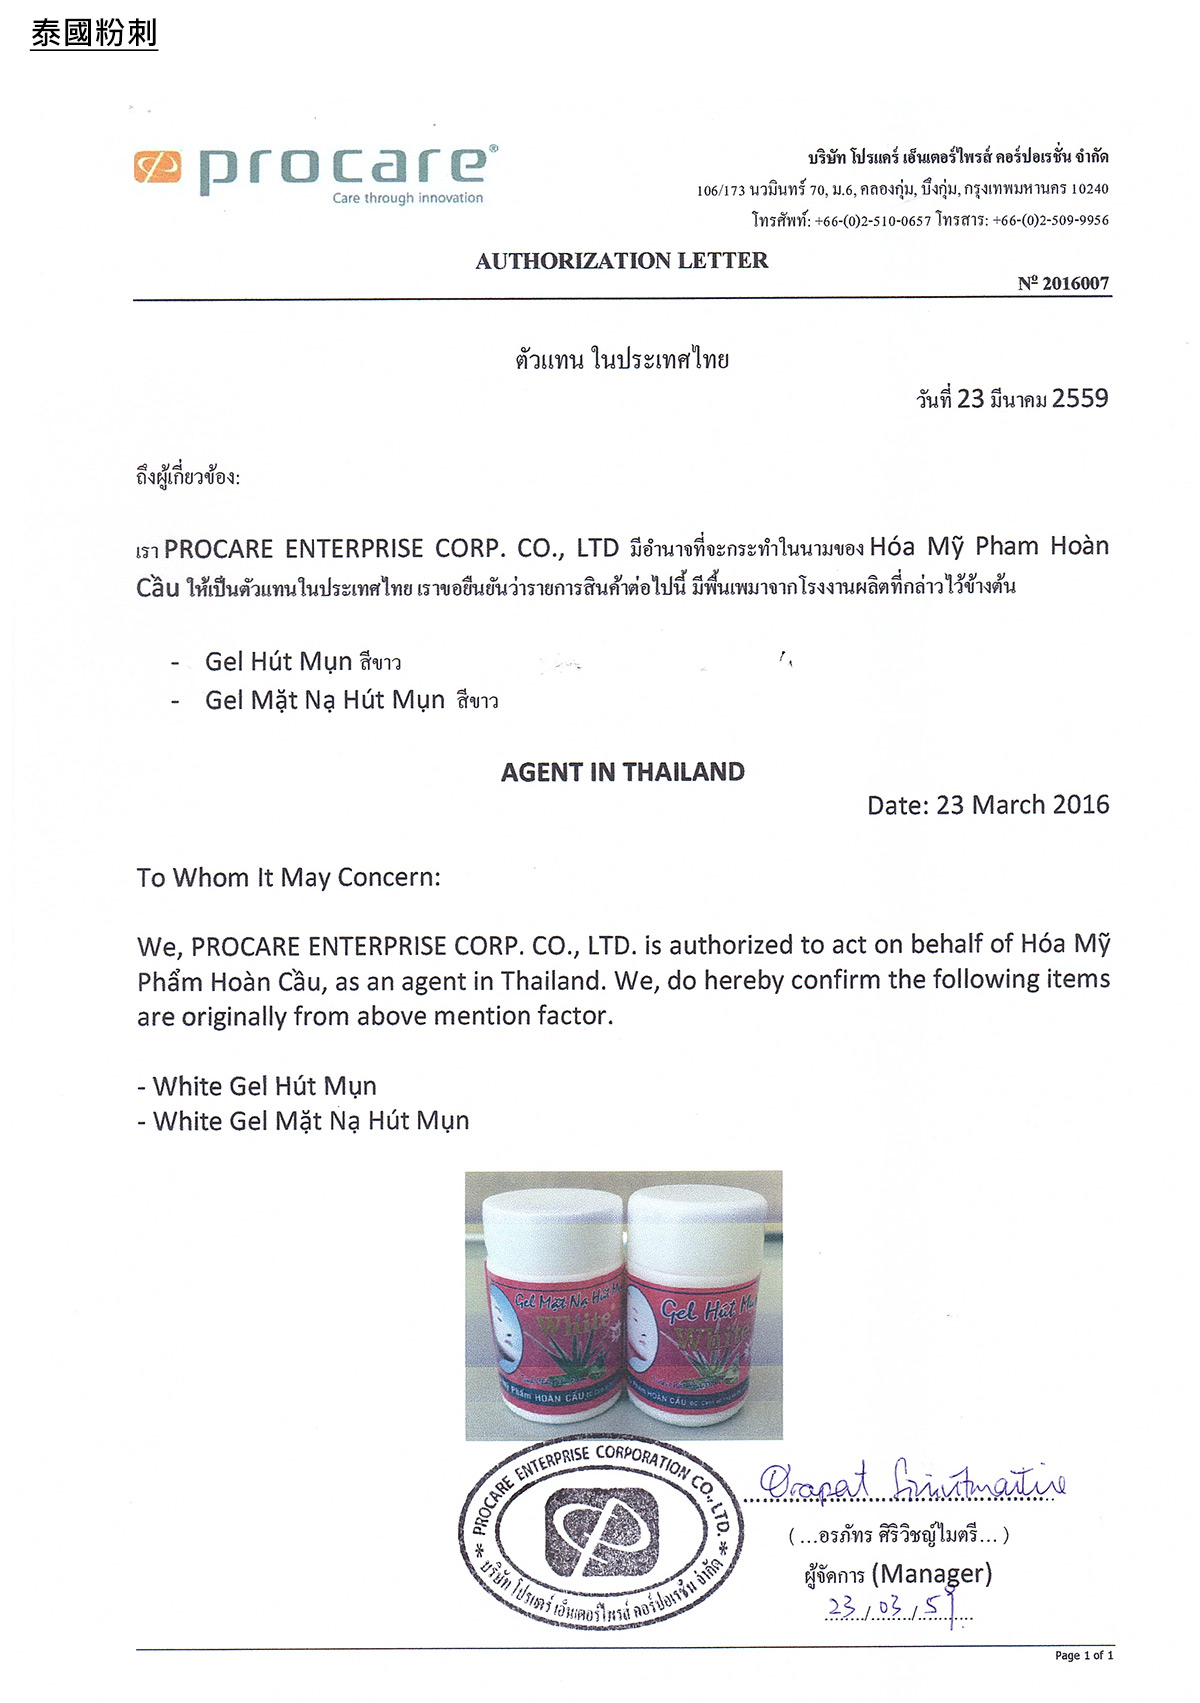 泰國粉刺
procare®
Care through innovation
บริษัท โปรแคร์ เอ็นเตอร์ไพรส์ คอร์ปอเรชั่น จำกัด
106/173 นวมินทร์ 70, ม.6, คลองกุ่ม, บึงกุ่ม, กรุงเทพมหานคร 10240
โทรศัพท์: +66-(0)2-510-0657 โทรสาร: +66-(0)2-509-9956
AUTHORIZATION LETTER
Nº 2016007
ตัวแทน ในประเทศไทย
วันที่ 23 มีนาคม 2559
ถึงผู้เกี่ยวข้อง:
เรา PROCARE ENTERPRISE CORP. CO., LTD มีอำนาจที่จะกระทำในนามของ Hóa Mỹ Pham Hoàn
Cầu ให้เป็นตัวแทนในประเทศไทย เราขอยืนยันว่ารายการสินค้าต่อไปนี้ มีพื้นเพมาจากโรงงานผลิตที่กล่าวไว้ข้างต้น
- Gel Hút Mụn สีขาว
- Gel Mặt Nạ Hút Mụn สีขาว
AGENT IN THAILAND
Date: 23 March 2016
To Whom It May Concern:
We, PROCARE ENTERPRISE CORP. CO., LTD. is authorized to act on behalf of Hóa Mỹ
Phẩm Hoàn Cầu, as an agent in Thailand. We, do hereby confirm the following items
are originally from above mention factor.
- White Gel Hút Mụn
- White Gel Mặt Nạ Hút Mụn
Gel Mặt Nạ Hút
White
Mỹ Phẩm HOÀN CẦU
Gel Hút
White
Phẩm HOÀN CẦU
PROCARE ENTERPRISE CORPORATION CO., LTD.
บริษัท โปรแคร์ เอ็นเตอร์ไพรส์ คอร์ปอเรชั่น จำกัด
(...อรภัทร ศิริวิชญ์ไมตรี...)
ผู้จัดการ (Manager)
23/03/59
Page 1 of 1